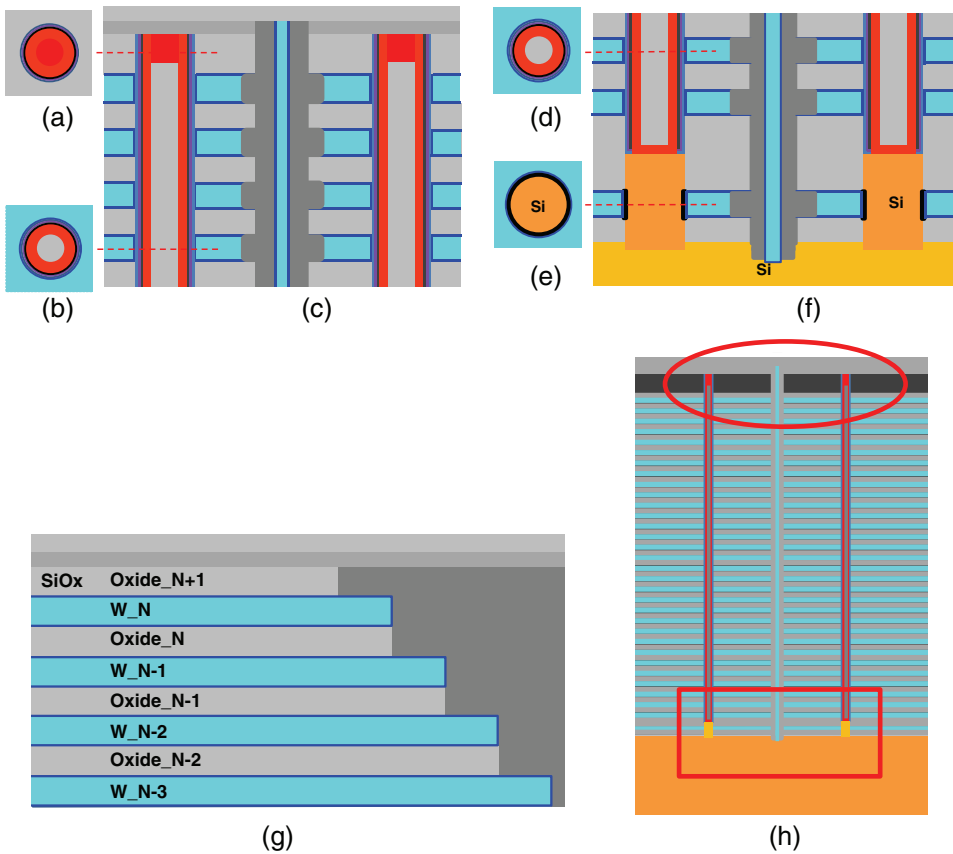 (a)
(b)
(c)
(d)
Si
(e)
Si
Si
(f)
SiOx Oxide_N+1
W_N
Oxide_N
W_N-1
Oxide_N-1
W_N-2
Oxide_N-2
W_N-3
(g)
(h)